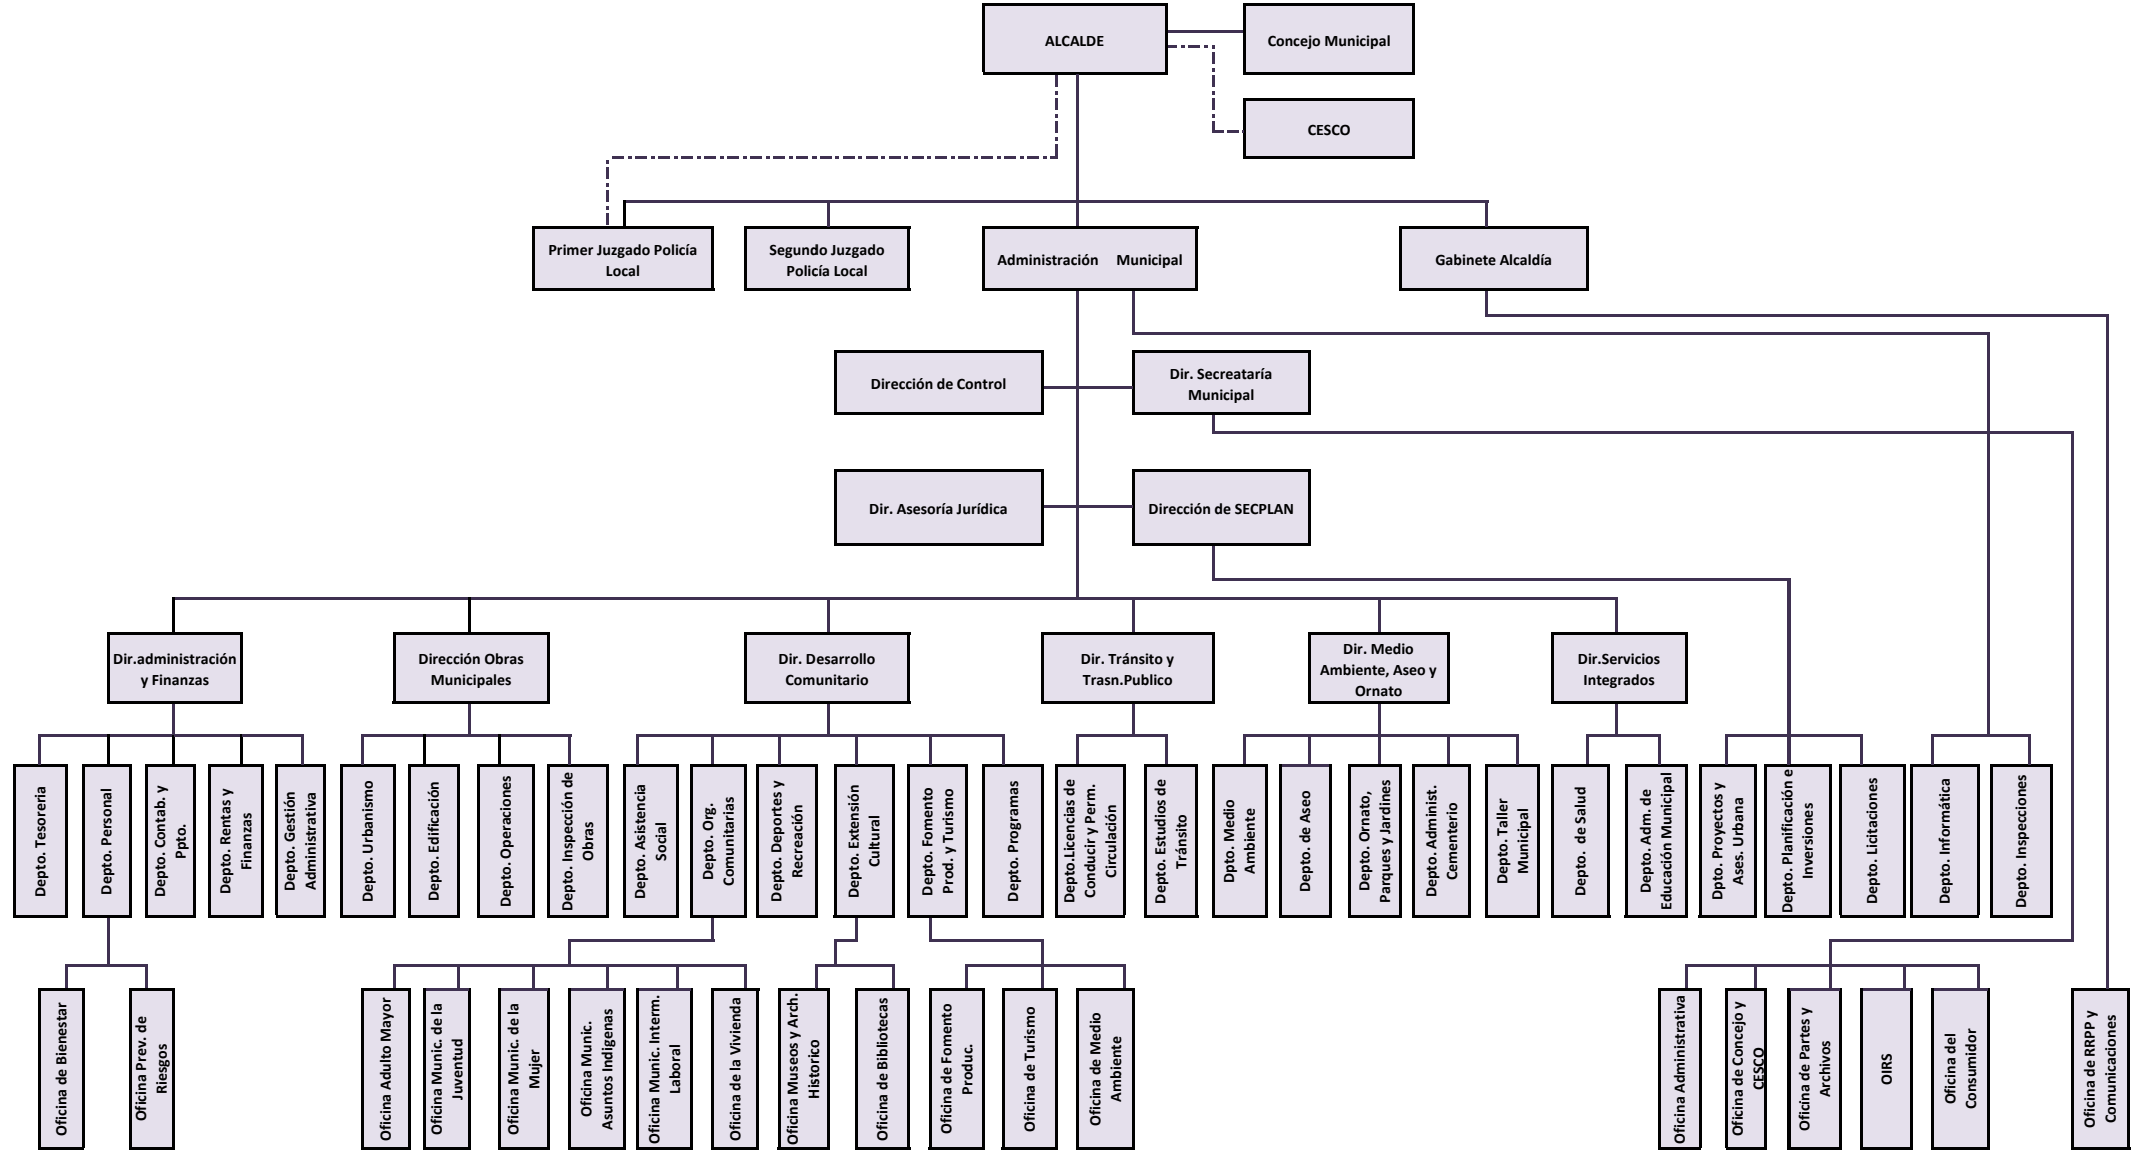 ALCALDE
Concejo Municipal
CESCO
Primer Juzgado Policía
Local
Segundo Juzgado
Policía Local
Administración Municipal
Gabinete Alcaldía
Dirección de Control
Dir. Secreataría
Municipal
Dir. Asesoría Jurídica
Dirección de SECPLAN
Dir.administración
y Finanzas
Dirección Obras
Municipales
Dir. Desarrollo
Comunitario
Dir. Tránsito y
Trasn.Publico
Dir. Medio
Ambiente, Aseo y
Ornato
Dir.Servicios
Integrados
Depto. Tesoreria
Depto. Personal
Depto. Contab. y
Ppto.
Depto. Rentas y
Finanzas
Depto. Gestión
Administrativa
Depto. Urbanismo
Depto. Edificación
Depto. Operaciones
Depto. Inspección de
Obras
Depto. Asistencia
Social
Depto. Org.
Comunitarias
Depto. Deportes y
Recreación
Depto. Extensión
Cultural
Depto. Fomento
Prod. y Turismo
Depto. Programas
Depto.Licencias de
Conducir y Perm.
Circulación
Depto. Estudios de
Tránsito
Dpto. Medio
Ambiente
Depto. de Aseo
Depto. Ornato,
Parques y Jardines
Depto. Administ.
Cementerio
Depto. Taller
Municipal
Depto. de Salud
Depto. Adm. de
Educación Municipal
Dpto. Proyectos y
Ases. Urbana
Depto. Planificación e
Inversiones
Depto. Licitaciones
Depto. Informática
Depto. Inspecciones
Oficina de Bienestar
Oficina Prev. de
Riesgos
Oficina Adulto Mayor
Oficina Munic. de la
Juventud
Oficina Munic. de la
Mujer
Oficina Munic.
Asuntos Indigenas
Oficina Munic. Interm.
Laboral
Oficina de la Vivienda
Oficina Museos y Arch.
Historico
Oficina de Bibliotecas
Oficina de Fomento
Produc.
Oficina de Turismo
Oficina de Medio
Ambiente
Oficina Administrativa
Oficina de Concejo y
CESCO
Oficina de Partes y
Archivos
OIRS
Oficina del
Consumidor
Oficina de RRPP y
Comunicaciones